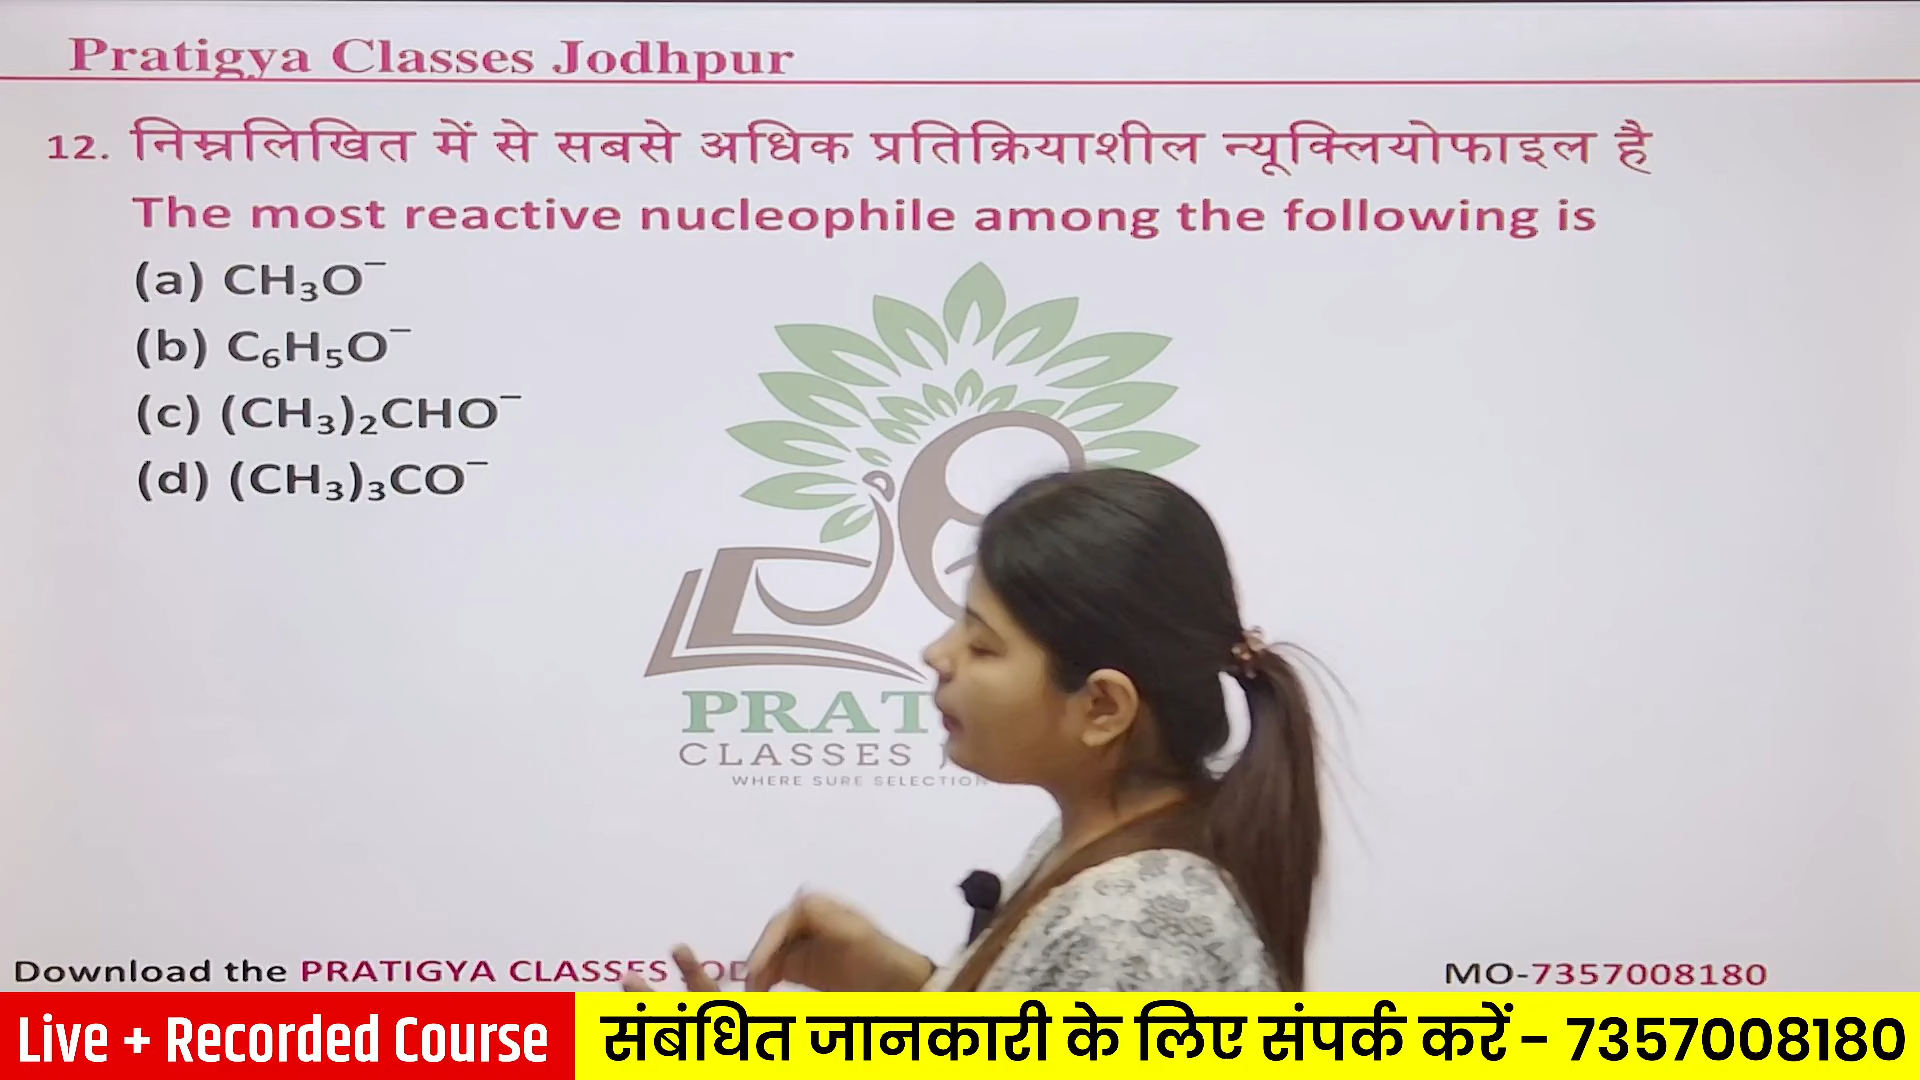 Pratigya Classes Jodhpur
12. निम्नलिखित में से सबसे अधिक प्रतिक्रियाशील न्यूक्लियोफाइल है
The most reactive nucleophile among the following is
(a) CH₃O⁻
(b) C₆H₅O⁻
(c) (CH₃)₂CHO⁻
(d) (CH₃)₃CO⁻
PRAT
CLASSES J
WHERE SURE SELECTION
Download the PRATIGYA CLASSES JOD
MO-7357008180
Live + Recorded Course
संबंधित जानकारी के लिए संपर्क करें - 7357008180